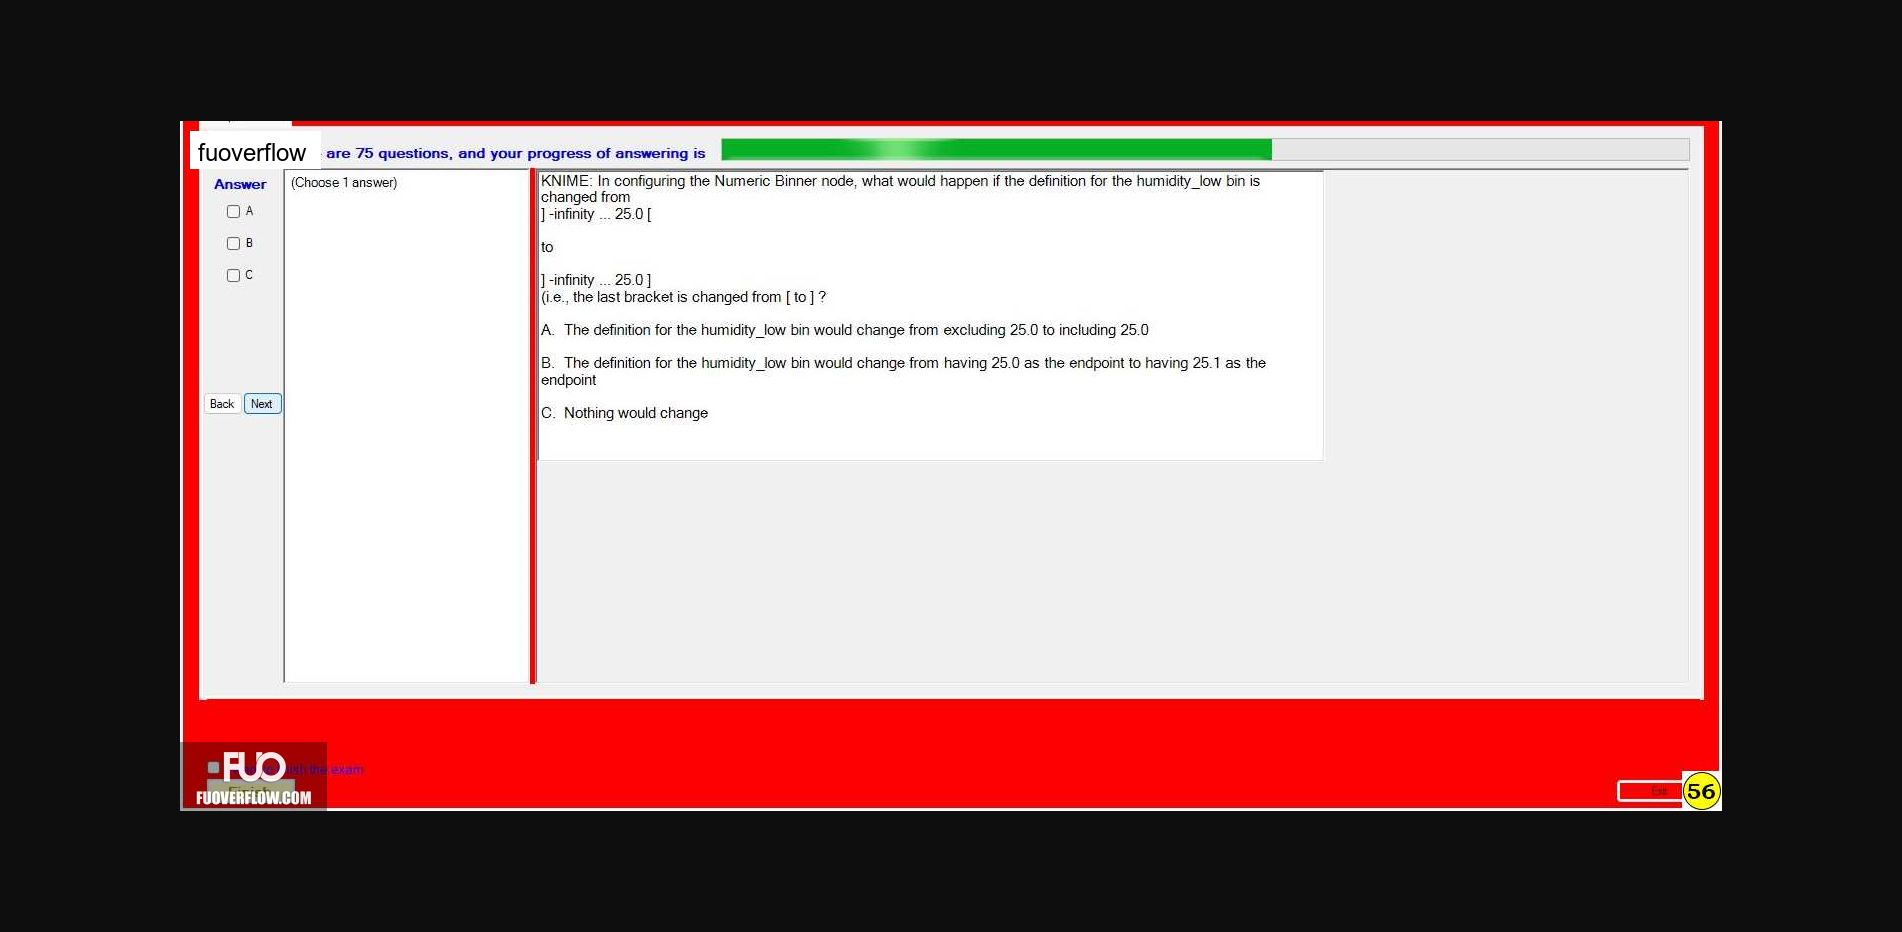 fuoverflow are 75 questions, and your progress of answering is
Answer
(Choose 1 answer)
A
B
C
Back Next
KNIME: In configuring the Numeric Binner node, what would happen if the definition for the humidity_low bin is
changed from
] -infinity ... 25.0 [
to
] -infinity ... 25.0 ]
(i.e., the last bracket is changed from [ to ] ?
A. The definition for the humidity_low bin would change from excluding 25.0 to including 25.0
B. The definition for the humidity_low bin would change from having 25.0 as the endpoint to having 25.1 as the
endpoint
C. Nothing would change
FUO
the exam
Finish
FUOVERFLOW.COM
Exit
56